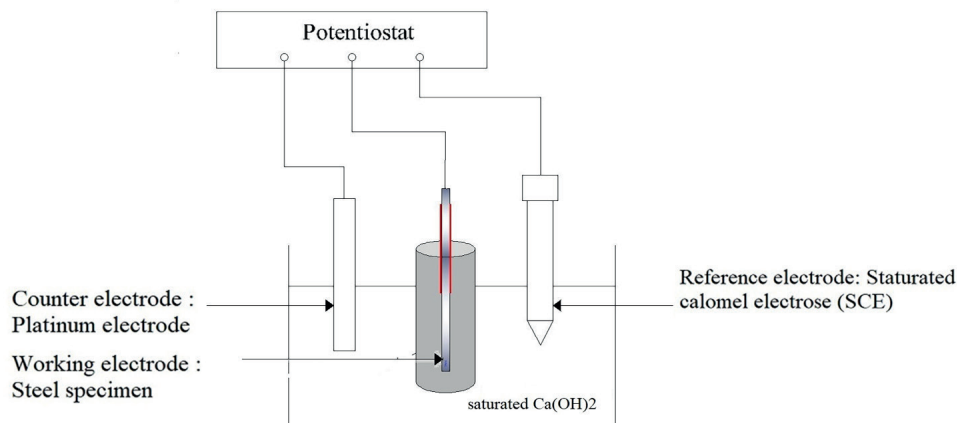 Potentiostat
Counter electrode :
Platinum electrode
Working electrode :
Steel specimen
Reference electrode: Staturated
calomel electrose (SCE)
saturated Ca(OH)2